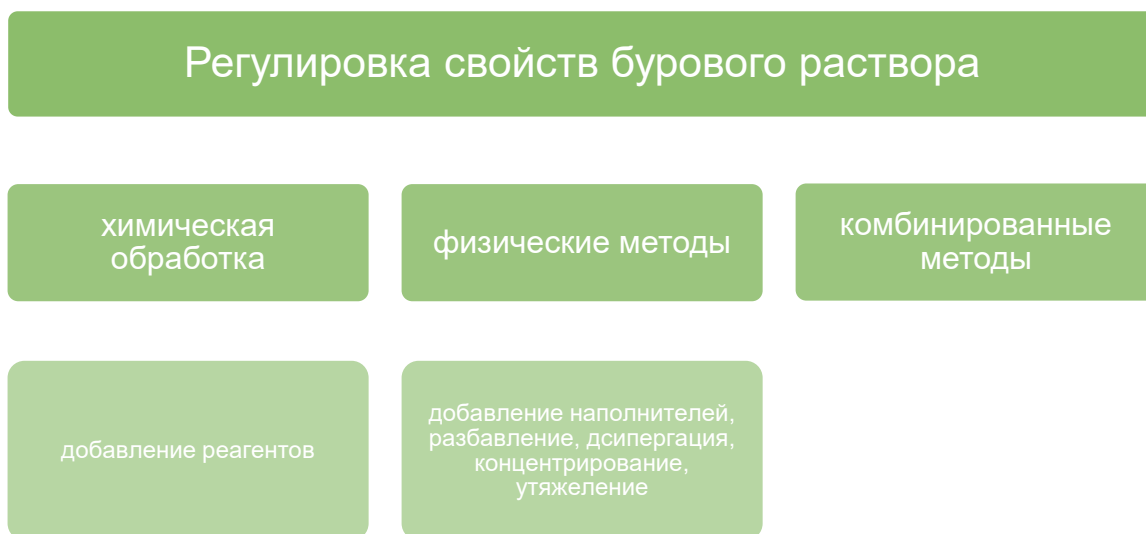 Регулировка свойств бурового раствора
химическая
обработка
физические методы
комбинированные
методы
добавление реагентов
добавление наполнителей,
разбавление, дсипергация,
концентрирование,
утяжеление